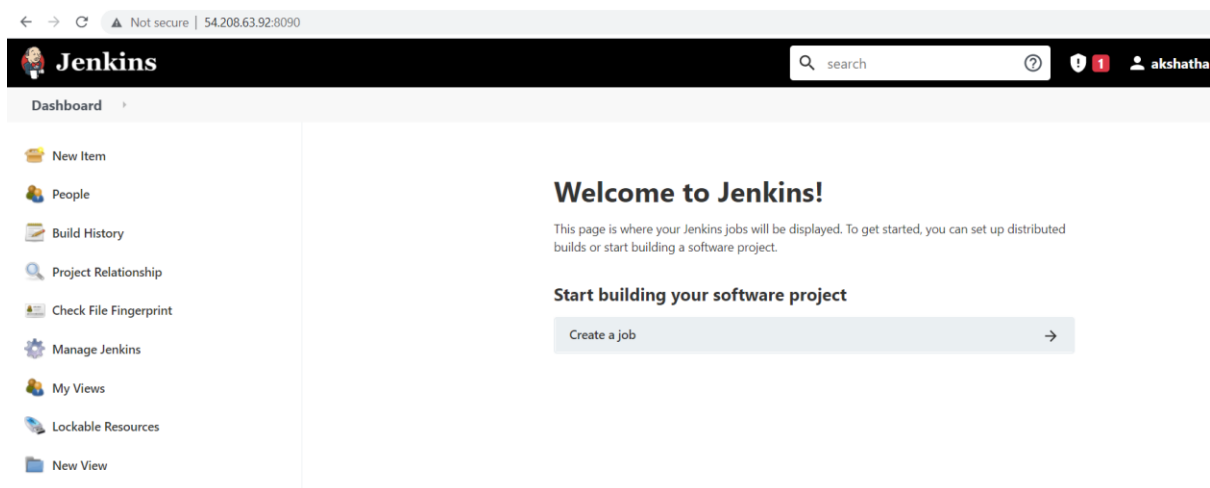 Not secure | 54.208.63.92:8090
Jenkins
search
1
akshatha
Dashboard
New Item
People
Build History
Project Relationship
Check File Fingerprint
Manage Jenkins
My Views
Lockable Resources
New View
Welcome to Jenkins!
This page is where your Jenkins jobs will be displayed. To get started, you can set up distributed
builds or start building a software project.
Start building your software project
Create a job